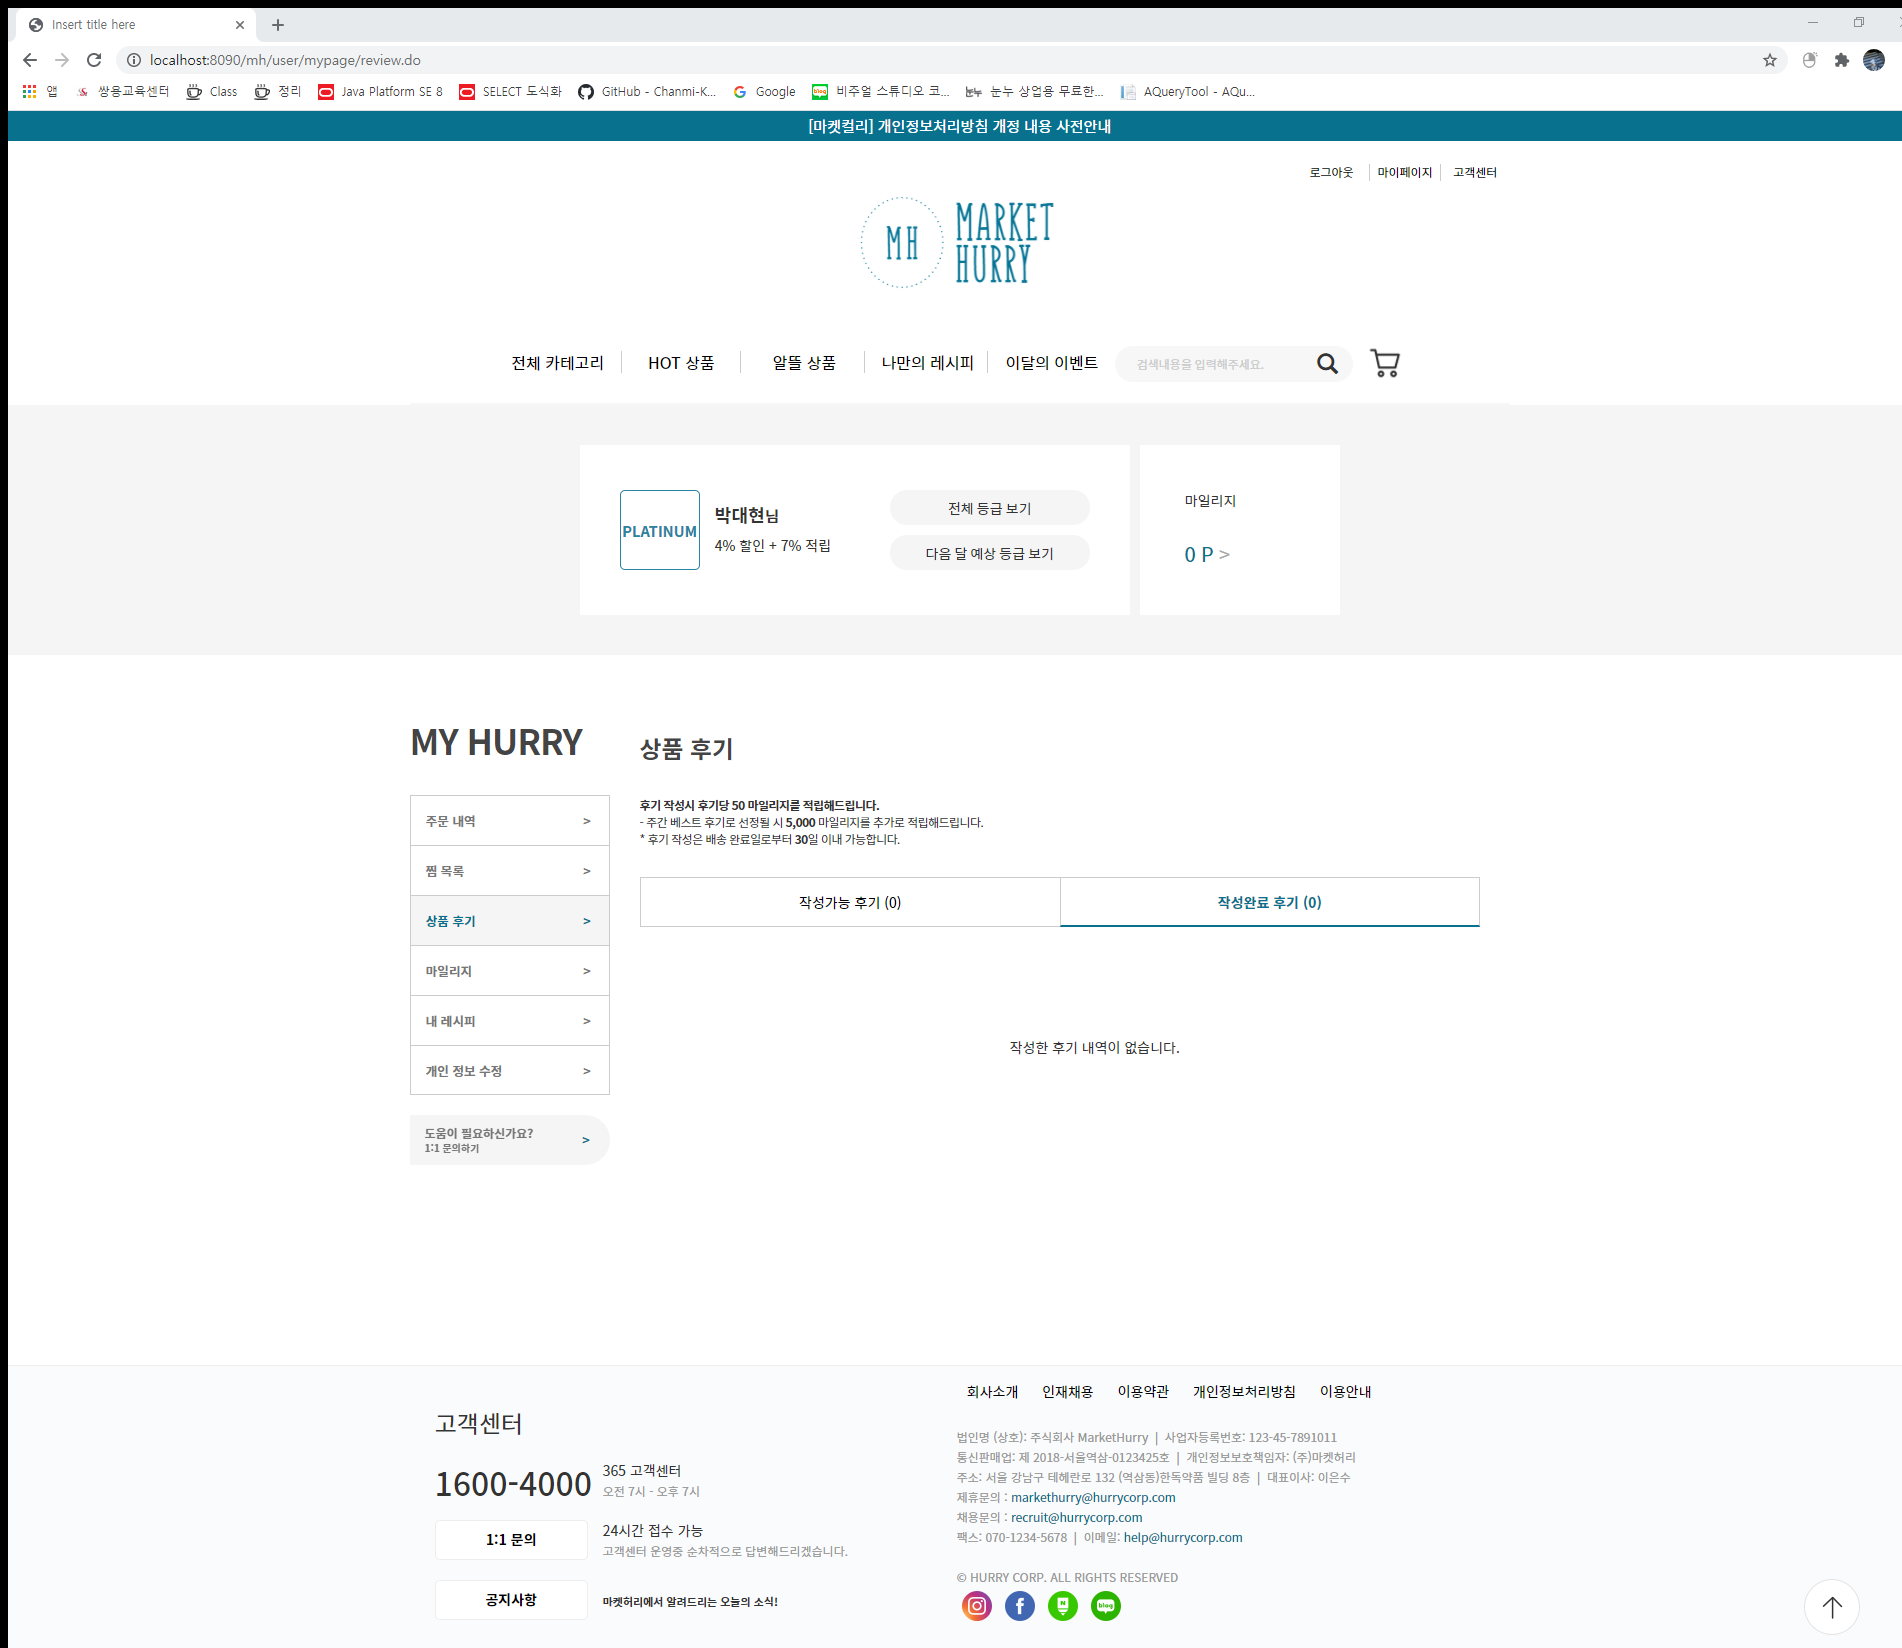 Insert title here
localhost:8090/mh/user/mypage/review.do
앱 쌍용교육센터 Class 정리 Java Platform SE 8 SELECT 도식화 GitHub - Chanmi-K... Google 비주얼 스튜디오 코... 눈누 상업용 무료한... AQueryTool - AQu...
[마켓컬리] 개인정보처리방침 개정 내용 사전안내
로그아웃 마이페이지 고객센터
MH
MARKET
HURRY
전체 카테고리 HOT 상품 알뜰 상품 나만의 레시피 이달의 이벤트 검색내용을 입력해주세요.
PLATINUM
박대현님
4% 할인 + 7% 적립
전체 등급 보기
다음 달 예상 등급 보기
마일리지
0 P >
MY HURRY
주문 내역 >
찜 목록 >
상품 후기 >
마일리지 >
내 레시피 >
개인 정보 수정 >
도움이 필요하신가요? >
1:1 문의하기
상품 후기
후기 작성시 후기당 50 마일리지를 적립해드립니다.
- 주간 베스트 후기로 선정될 시 5,000 마일리지를 추가로 적립해드립니다.
* 후기 작성은 배송 완료일로부터 30일 이내 가능합니다.
작성가능 후기 (0) 작성완료 후기 (0)
작성한 후기 내역이 없습니다.
고객센터
1600-4000
365 고객센터
오전 7시 - 오후 7시
1:1 문의
24시간 접수 가능
고객센터 운영중 순차적으로 답변해드리겠습니다.
공지사항
마켓허리에서 알려드리는 오늘의 소식!
회사소개 인재채용 이용약관 개인정보처리방침 이용안내
법인명 (상호): 주식회사 MarketHurry | 사업자등록번호: 123-45-7891011
통신판매업: 제 2018-서울역삼-0123425호 | 개인정보보호책임자: (주)마켓허리
주소: 서울 강남구 테헤란로 132 (역삼동)한독약품 빌딩 8층 | 대표이사: 이은수
제휴문의 : markethurry@hurrycorp.com
채용문의 : recruit@hurrycorp.com
팩스: 070-1234-5678 | 이메일: help@hurrycorp.com
© HURRY CORP. ALL RIGHTS RESERVED
blog